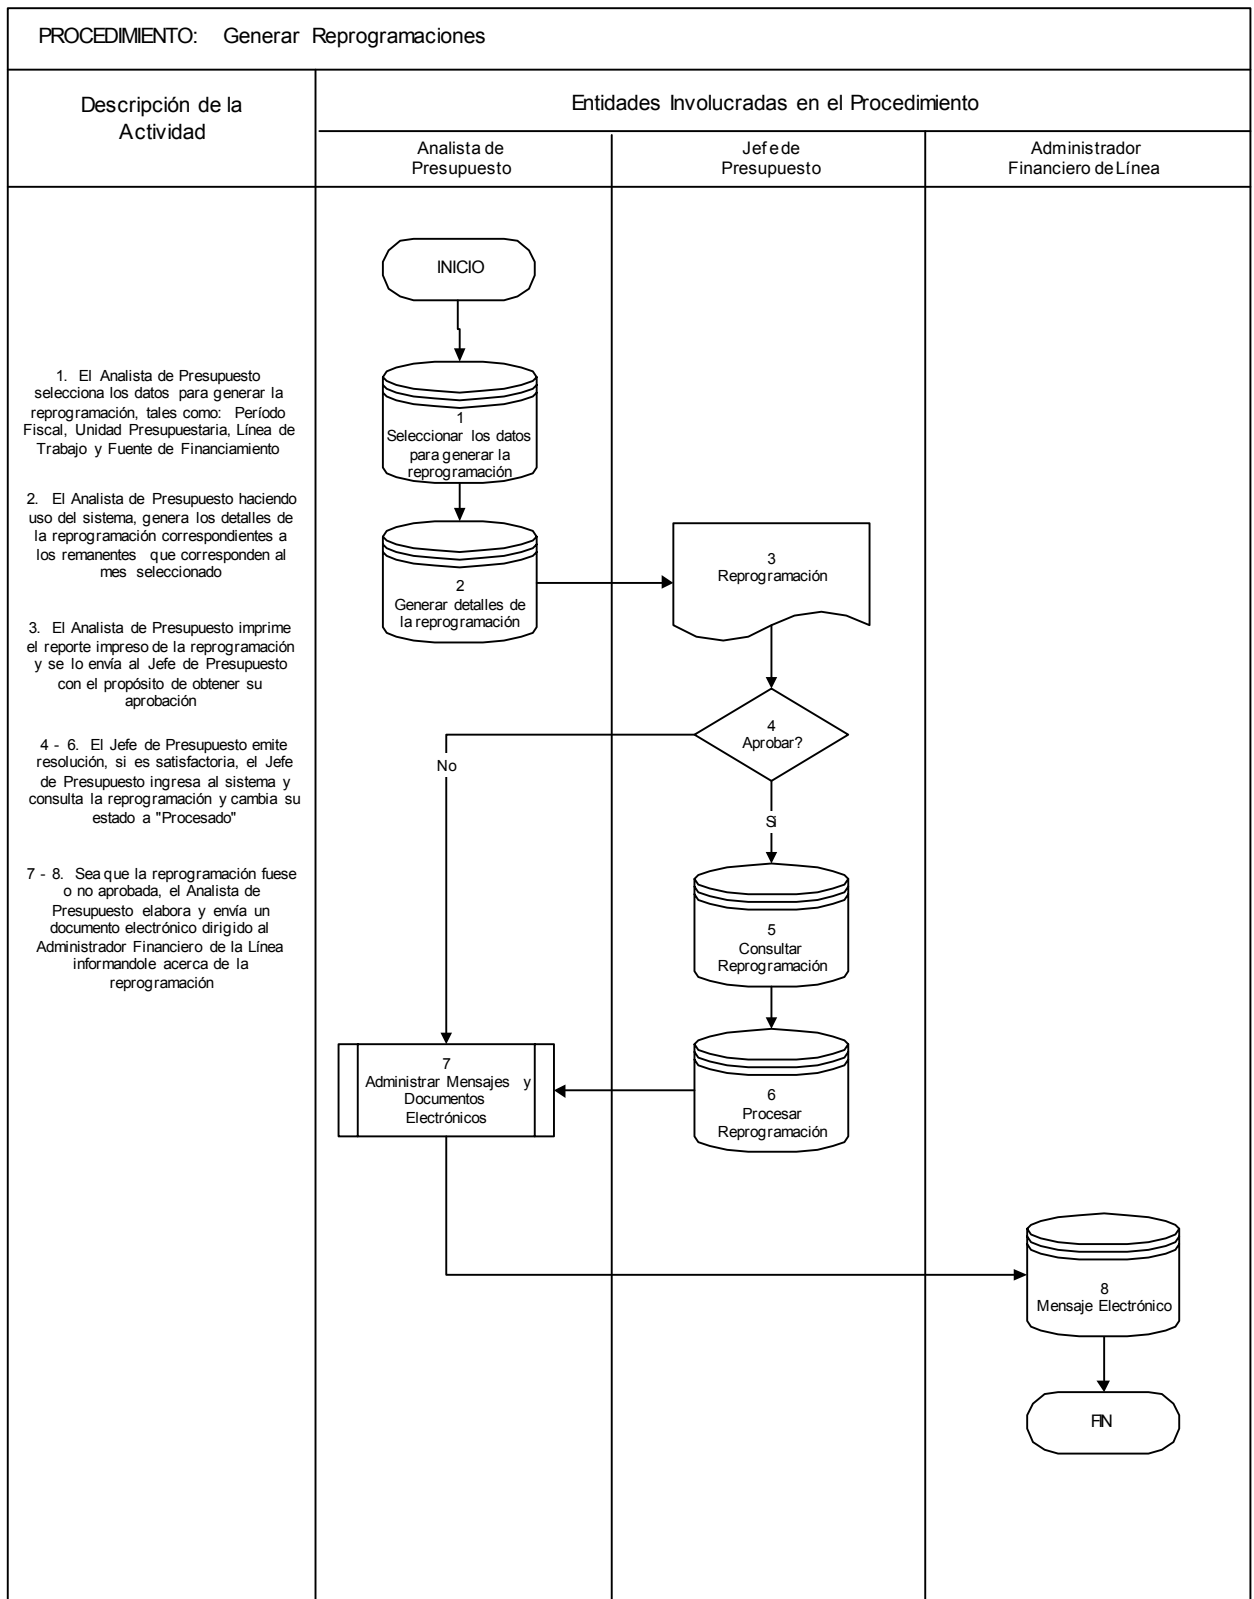 PROCEDIMIENTO: Generar Reprogramaciones
Descripción de la
Actividad
Entidades Involucradas en el Procedimiento
Analista de
Presupuesto
Jefe de
Presupuesto
Administrador
Financiero de Línea
1. El Analista de Presupuesto
selecciona los datos para generar la
reprogramación, tales como: Período
Fiscal, Unidad Presupuestaria, Línea de
Trabajo y Fuente de Financiamiento
2. El Analista de Presupuesto haciendo
uso del sistema, genera los detalles de
la reprogramación correspondientes a
los remanentes que corresponden al
mes seleccionado
3. El Analista de Presupuesto imprime
el reporte impreso de la reprogramación
y se lo envía al Jefe de Presupuesto
con el propósito de obtener su
aprobación
4 - 6. El Jefe de Presupuesto emite
resolución, si es satisfactoria, el Jefe
de Presupuesto ingresa al sistema y
consulta la reprogramación y cambia su
estado a "Procesado"
7 - 8. Sea que la reprogramación fuese
o no aprobada, el Analista de
Presupuesto elabora y envía un
documento electrónico dirigido al
Administrador Financiero de la Línea
informandole acerca de la
reprogramación
INICIO
1
Seleccionar los datos
para generar la
reprogramación
2
Generar detalles de
la reprogramación
3
Reprogramación
4
Aprobar?
No
Si
5
Consultar
Reprogramación
6
Procesar
Reprogramación
7
Administrar Mensajes y
Documentos
Electrónicos
8
Mensaje Electrónico
FIN